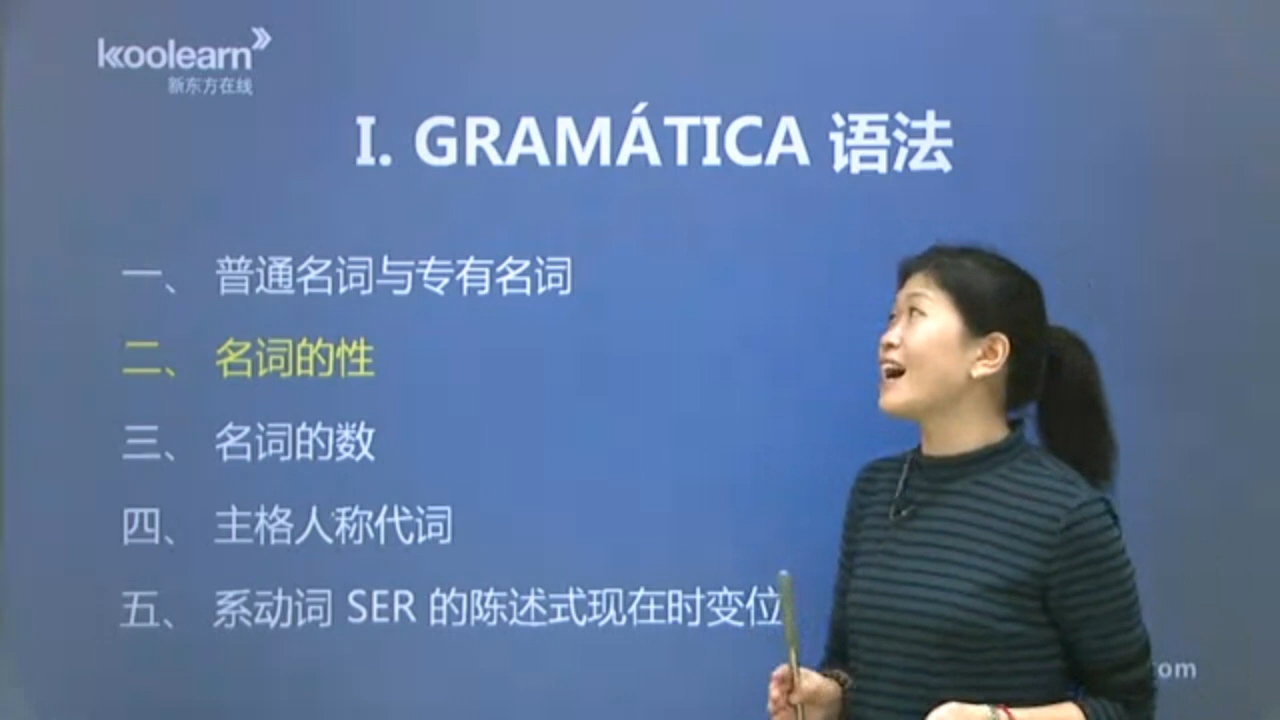 koolearn
新东方在线
I. GRAMÁTICA 语法
一、 普通名词与专有名词
二、 名词的性
三、 名词的数
四、 主格人称代词
五、 系动词 SER 的陈述式现在时变位
com